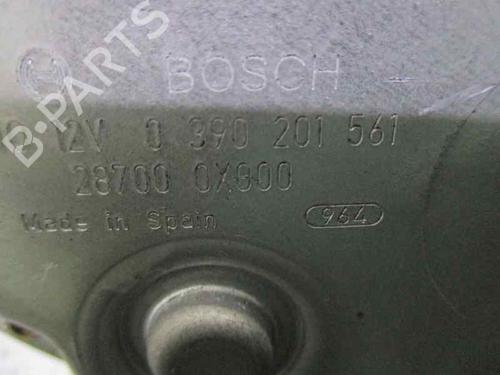 B-PARTS
BOSCH
12V 0 390 201 561
28700 0X800
Made in Spain
964